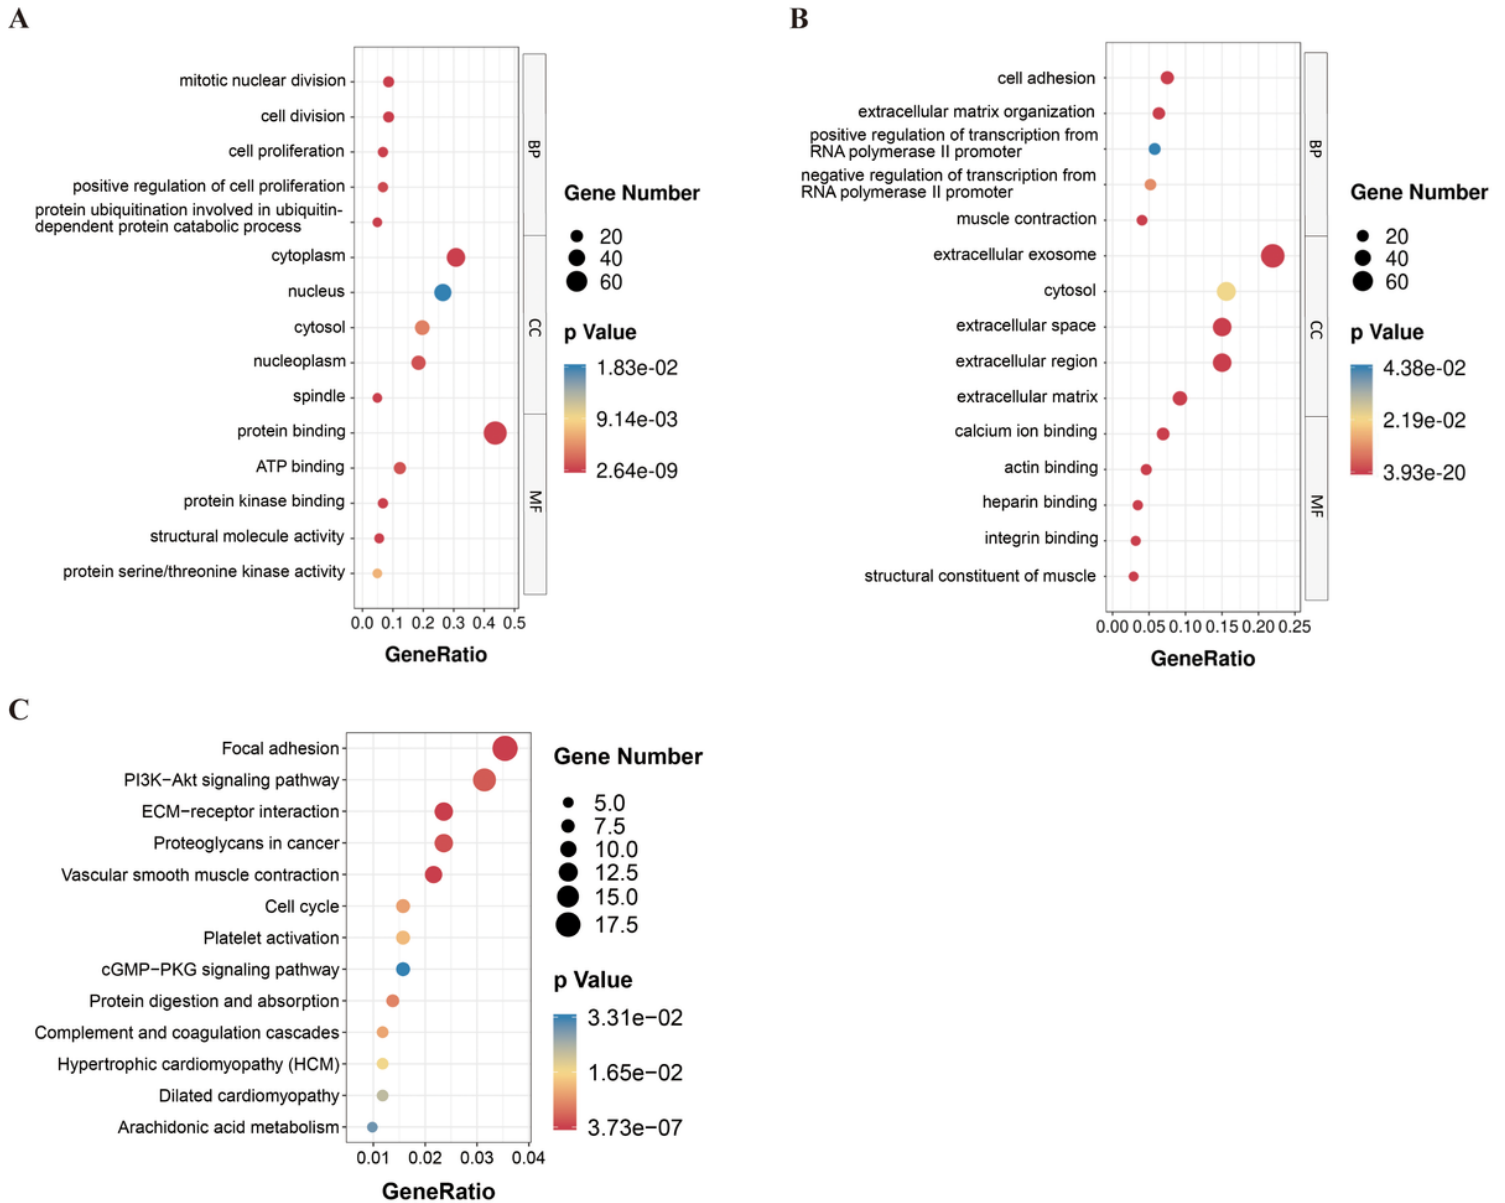 A
mitotic nuclear division
cell division
cell proliferation
positive regulation of cell proliferation
protein ubiquitination involved in ubiquitin-
dependent protein catabolic process
cytoplasm
nucleus
cytosol
nucleoplasm
spindle
protein binding
ATP binding
protein kinase binding
structural molecule activity
protein serine/threonine kinase activity
BP
CC
MF
0.0 0.1 0.2 0.3 0.4 0.5
GeneRatio
Gene Number
20
40
60
p Value
1.83e-02
9.14e-03
2.64e-09
B
cell adhesion
extracellular matrix organization
positive regulation of transcription from
RNA polymerase II promoter
negative regulation of transcription from
RNA polymerase II promoter
muscle contraction
extracellular exosome
cytosol
extracellular space
extracellular region
extracellular matrix
calcium ion binding
actin binding
heparin binding
integrin binding
structural constituent of muscle
BP
CC
MF
0.00 0.05 0.10 0.15 0.20 0.25
GeneRatio
Gene Number
20
40
60
p Value
4.38e-02
2.19e-02
3.93e-20
C
Focal adhesion
PI3K−Akt signaling pathway
ECM−receptor interaction
Proteoglycans in cancer
Vascular smooth muscle contraction
Cell cycle
Platelet activation
cGMP−PKG signaling pathway
Protein digestion and absorption
Complement and coagulation cascades
Hypertrophic cardiomyopathy (HCM)
Dilated cardiomyopathy
Arachidonic acid metabolism
0.01 0.02 0.03 0.04
GeneRatio
Gene Number
5.0
7.5
10.0
12.5
15.0
17.5
p Value
3.31e−02
1.65e−02
3.73e−07